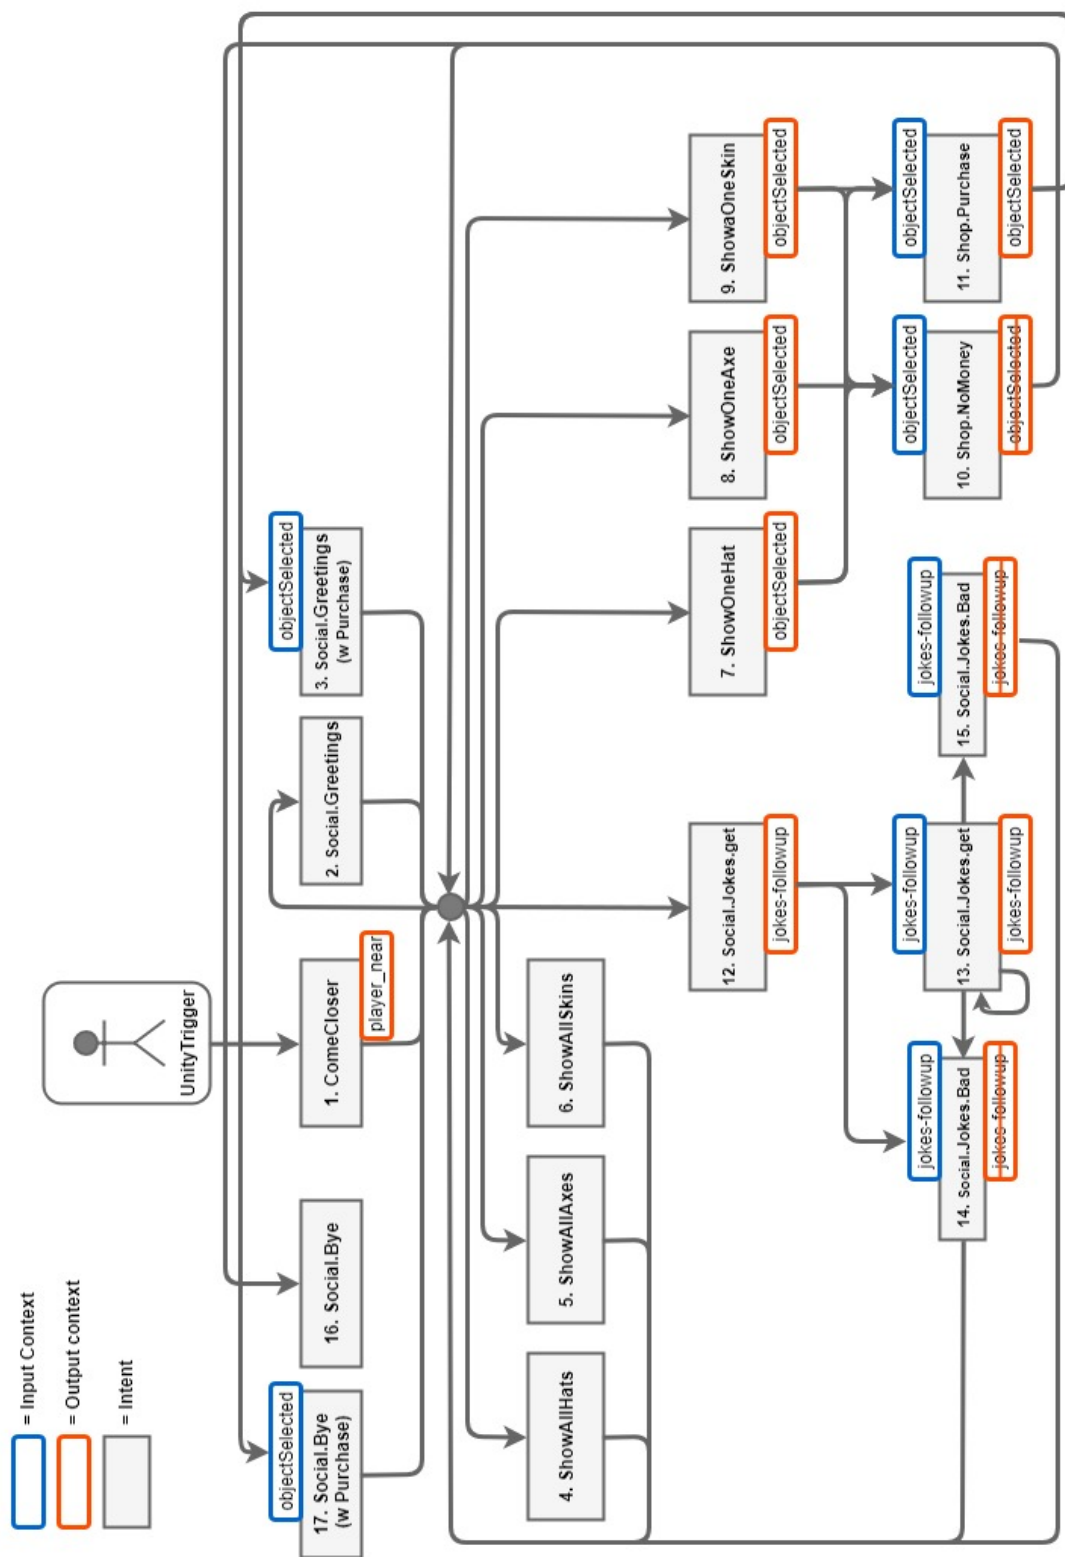 = Input Context
= Output context
= Intent
UnityTrigger
objectSelected
17. Social.Bye
(w Purchase)
16. Social.Bye
1. ComeCloser
player_near
2. Social.Greetings
objectSelected
3. Social.Greetings
(w Purchase)
4. ShowAllHats
5. ShowAllAxes
6. ShowAllSkins
12. Social.Jokes.get
jokes-followup
7. ShowOneHat
objectSelected
8. ShowOneAxe
objectSelected
9. ShowaOneSkin
objectSelected
jokes-followup
14. Social.Jokes.Bad
jokes-followup
jokes-followup
13. Social.Jokes.get
jokes-followup
jokes-followup
15. Social.Jokes.Bad
jokes-followup
objectSelected
10. Shop.NoMoney
objectSelected
objectSelected
11. Shop.Purchase
objectSelected